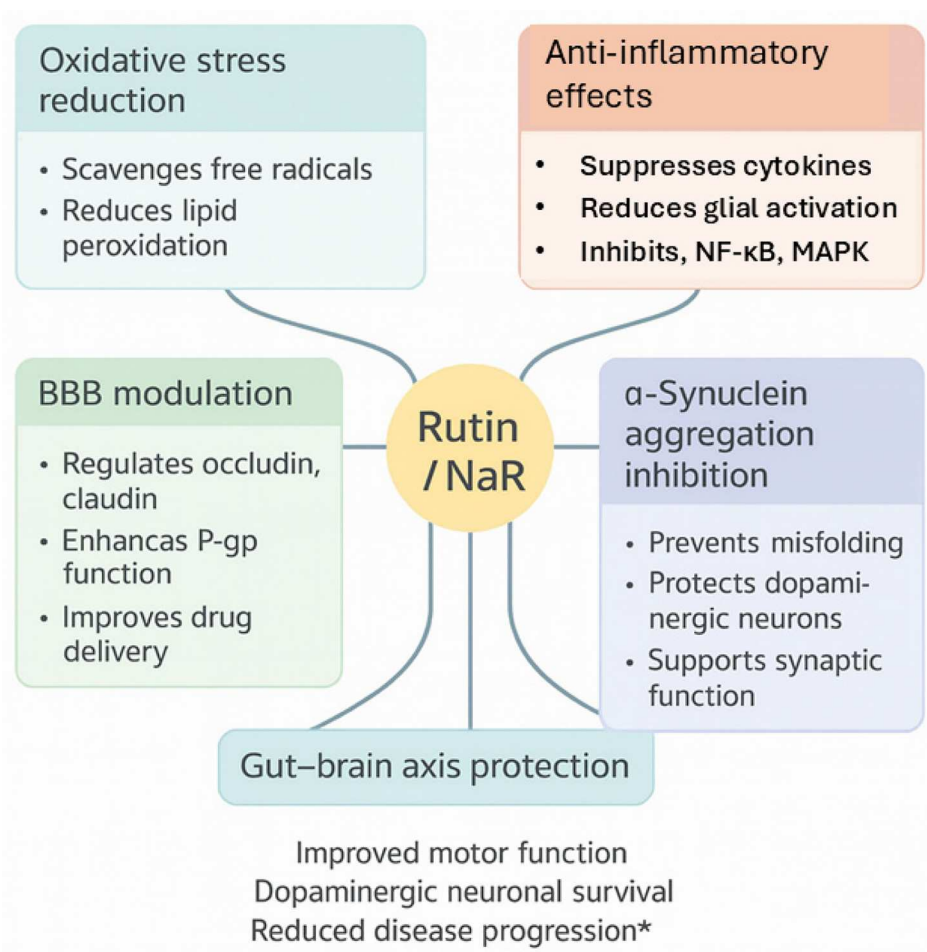 Oxidative stress
reduction
• Scavenges free radicals
• Reduces lipid
peroxidation
Anti-inflammatory
effects
• Suppresses cytokines
• Reduces glial activation
• Inhibits, NF-κB, MAPK
BBB modulation
• Regulates occludin,
claudin
• Enhancas P-gp
function
• Improves drug
delivery
Rutin
/ NaR
α-Synuclein
aggregation
inhibition
• Prevents misfolding
• Protects dopami-
nergic neurons
• Supports synaptic
function
Gut–brain axis protection
Improved motor function
Dopaminergic neuronal survival
Reduced disease progression*